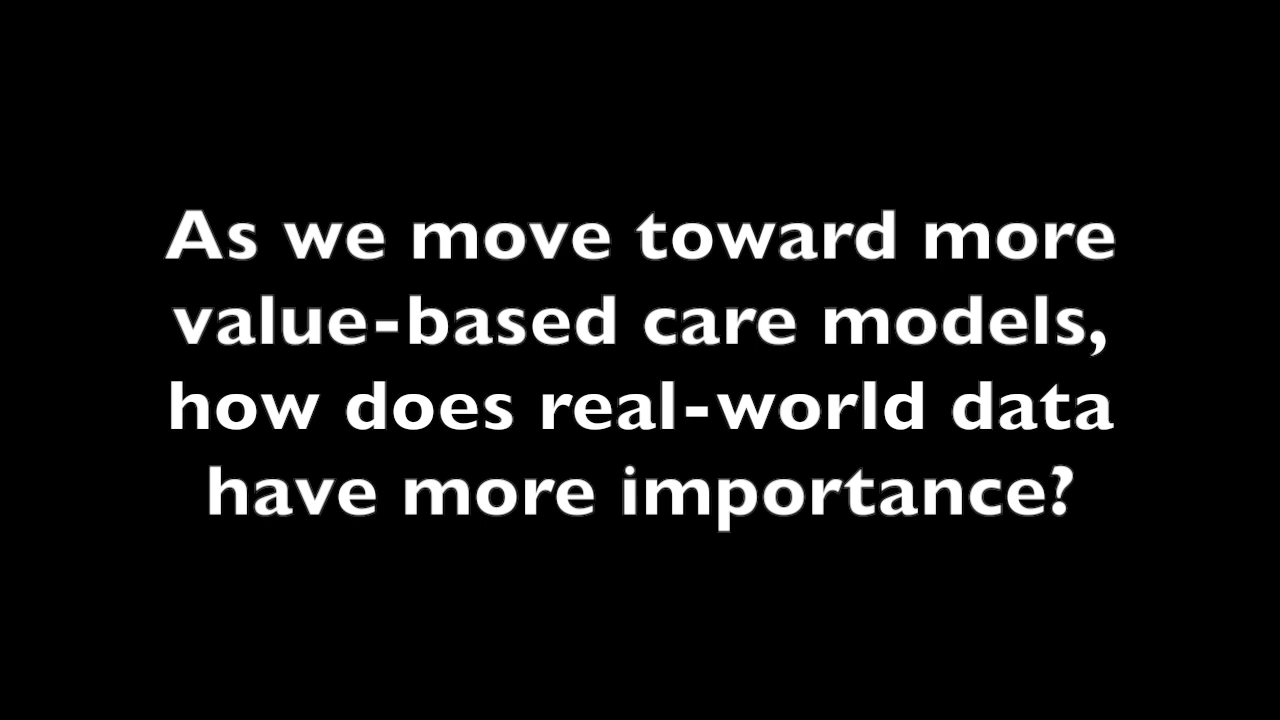 As we move toward more
value-based care models,
how does real-world data
have more importance?